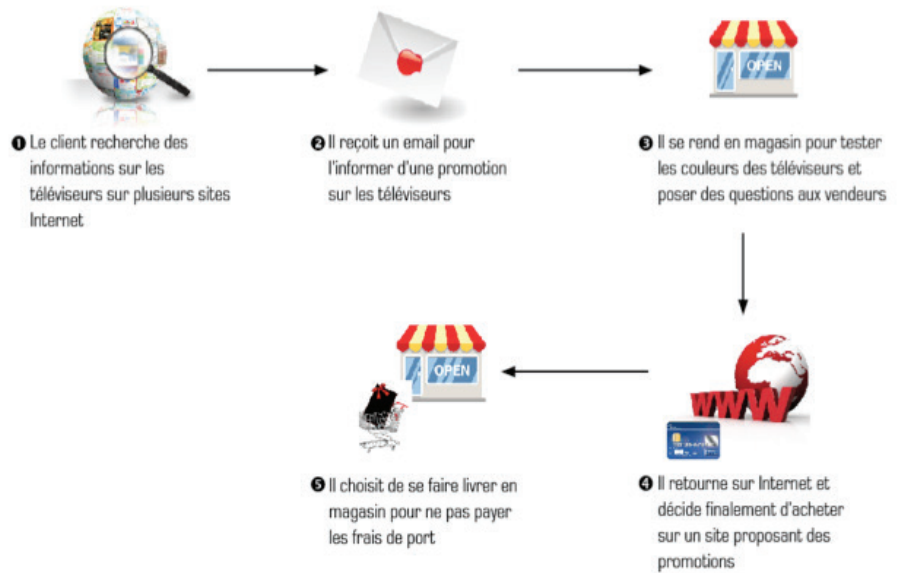 ❶ Le client recherche des
informations sur les
téléviseurs sur plusieurs sites
Internet
❷ Il reçoit un email pour
l'informer d'une promotion
sur les téléviseurs
OPEN
❸ Il se rend en magasin pour tester
les couleurs des téléviseurs et
poser des questions aux vendeurs
WWW
❹ Il retourne sur Internet et
décide finalement d'acheter
sur un site proposant des
promotions
OPEN
❺ Il choisit de se faire livrer en
magasin pour ne pas payer
les frais de port